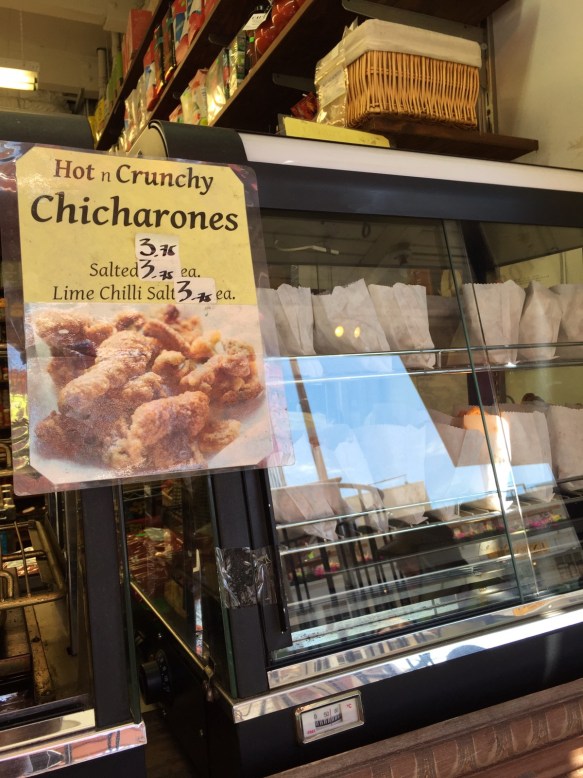 Hot n Crunchy
Chicharones
3.75
Salted 3.75 ea.
Lime Chilli Salt 3.75 ea.